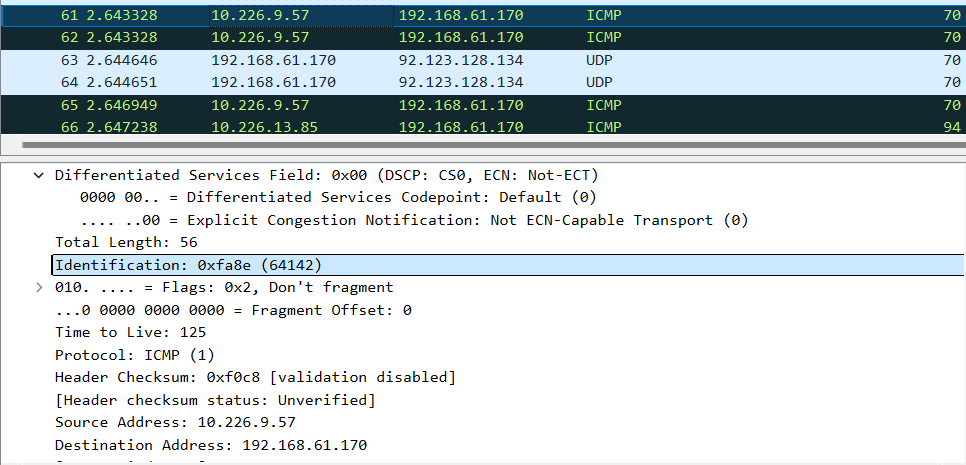 61 2.643328 10.226.9.57 192.168.61.170 ICMP 70
62 2.643328 10.226.9.57 192.168.61.170 ICMP 70
63 2.644646 192.168.61.170 92.123.128.134 UDP 70
64 2.644651 192.168.61.170 92.123.128.134 UDP 70
65 2.646949 10.226.9.57 192.168.61.170 ICMP 70
66 2.647238 10.226.13.85 192.168.61.170 ICMP 94
Differentiated Services Field: 0x00 (DSCP: CS0, ECN: Not-ECT)
0000 00.. = Differentiated Services Codepoint: Default (0)
.... ..00 = Explicit Congestion Notification: Not ECN-Capable Transport (0)
Total Length: 56
Identification: 0xfa8e (64142)
010. .... = Flags: 0x2, Don't fragment
...0 0000 0000 0000 = Fragment Offset: 0
Time to Live: 125
Protocol: ICMP (1)
Header Checksum: 0xf0c8 [validation disabled]
[Header checksum status: Unverified]
Source Address: 10.226.9.57
Destination Address: 192.168.61.170